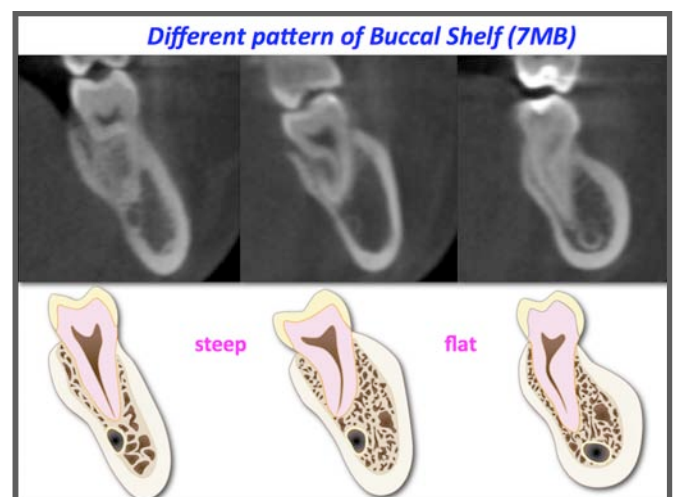 Different pattern of Buccal Shelf (7MB)
steep
flat